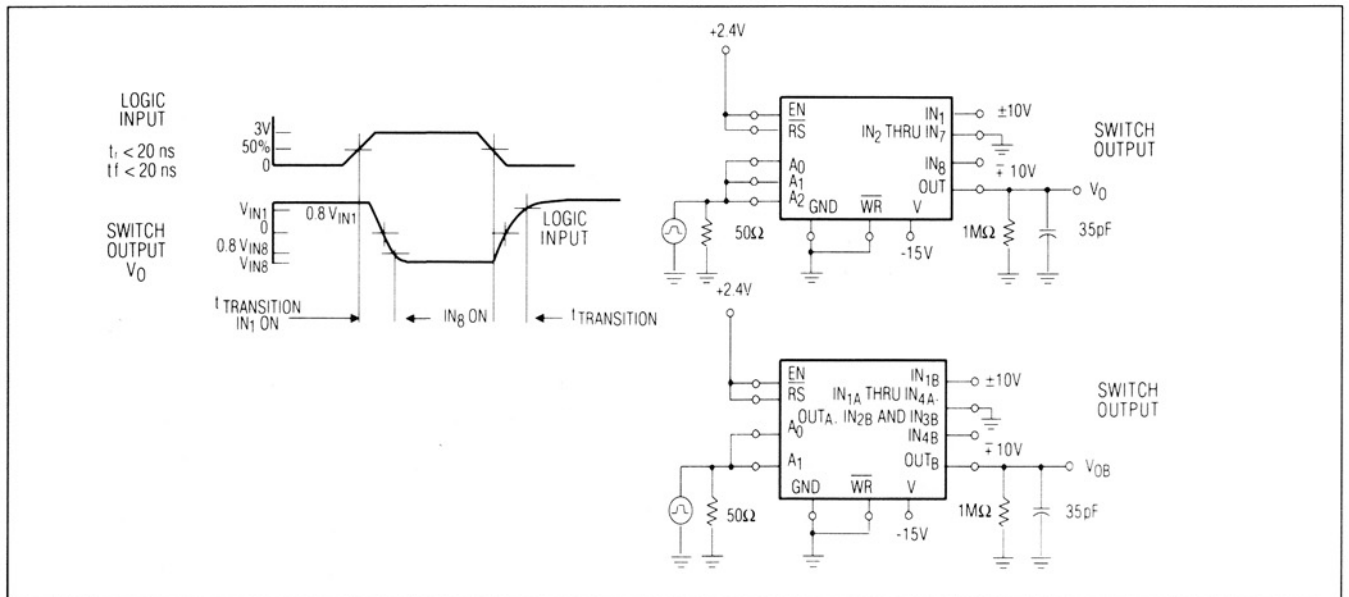 LOGIC
INPUT
tr < 20 ns
tf < 20 ns
3V
50%
0
SWITCH
OUTPUT
VO
VIN1
0
0.8 VIN8
VIN8
0.8 VIN1
LOGIC
INPUT
t TRANSITION
IN1 ON
IN8 ON
t TRANSITION
+2.4V
EN
RS
A0
A1
A2
GND
WR
V
IN1
IN2 THRU IN7
IN8
OUT
±10V
∓ 10V
SWITCH
OUTPUT
VO
50Ω
-15V
1MΩ
35pF
+2.4V
EN
RS
A0
A1
GND
WR
V
IN1B
IN1A THRU IN4A.
OUTA. IN2B AND IN3B
IN4B
OUTB
±10V
∓ 10V
SWITCH
OUTPUT
VOB
50Ω
-15V
1MΩ
35pF